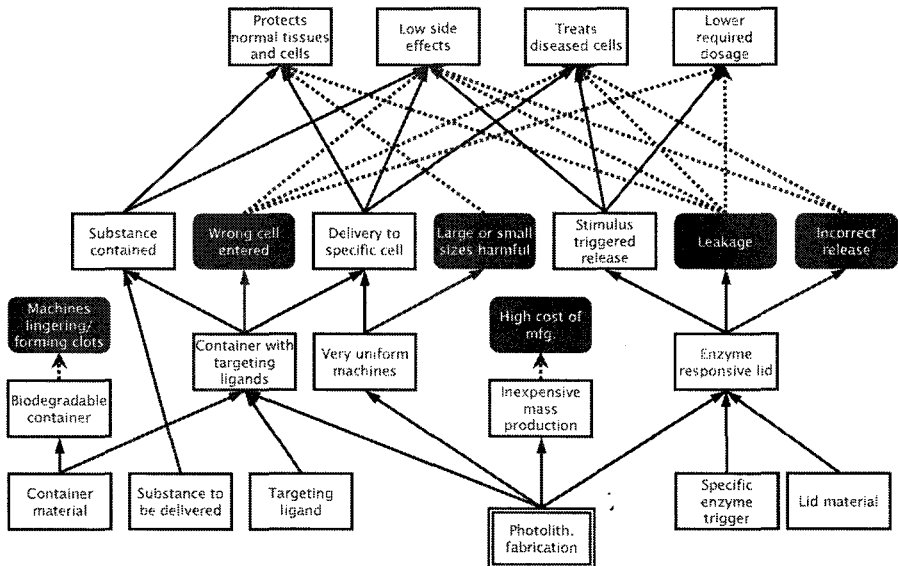 Protects
normal tissues
and cells
Low side
effects
Treats
diseased cells
Lower
required
dosage
Substance
contained
Wrong cell
entered
Delivery to
specific cell
Large or small
sizes harmful
Stimulus
triggered
release
Leakage
Incorrect
release
Machines
lingering/
forming clots
Container with
targeting
ligands
Very uniform
machines
High cost of
mfg.
Enzyme
responsive lid
Biodegradable
container
Inexpensive
mass
production
Container
material
Substance to
be delivered
Targeting
ligand
Photolith.
fabrication
Specific
enzyme
trigger
Lid material